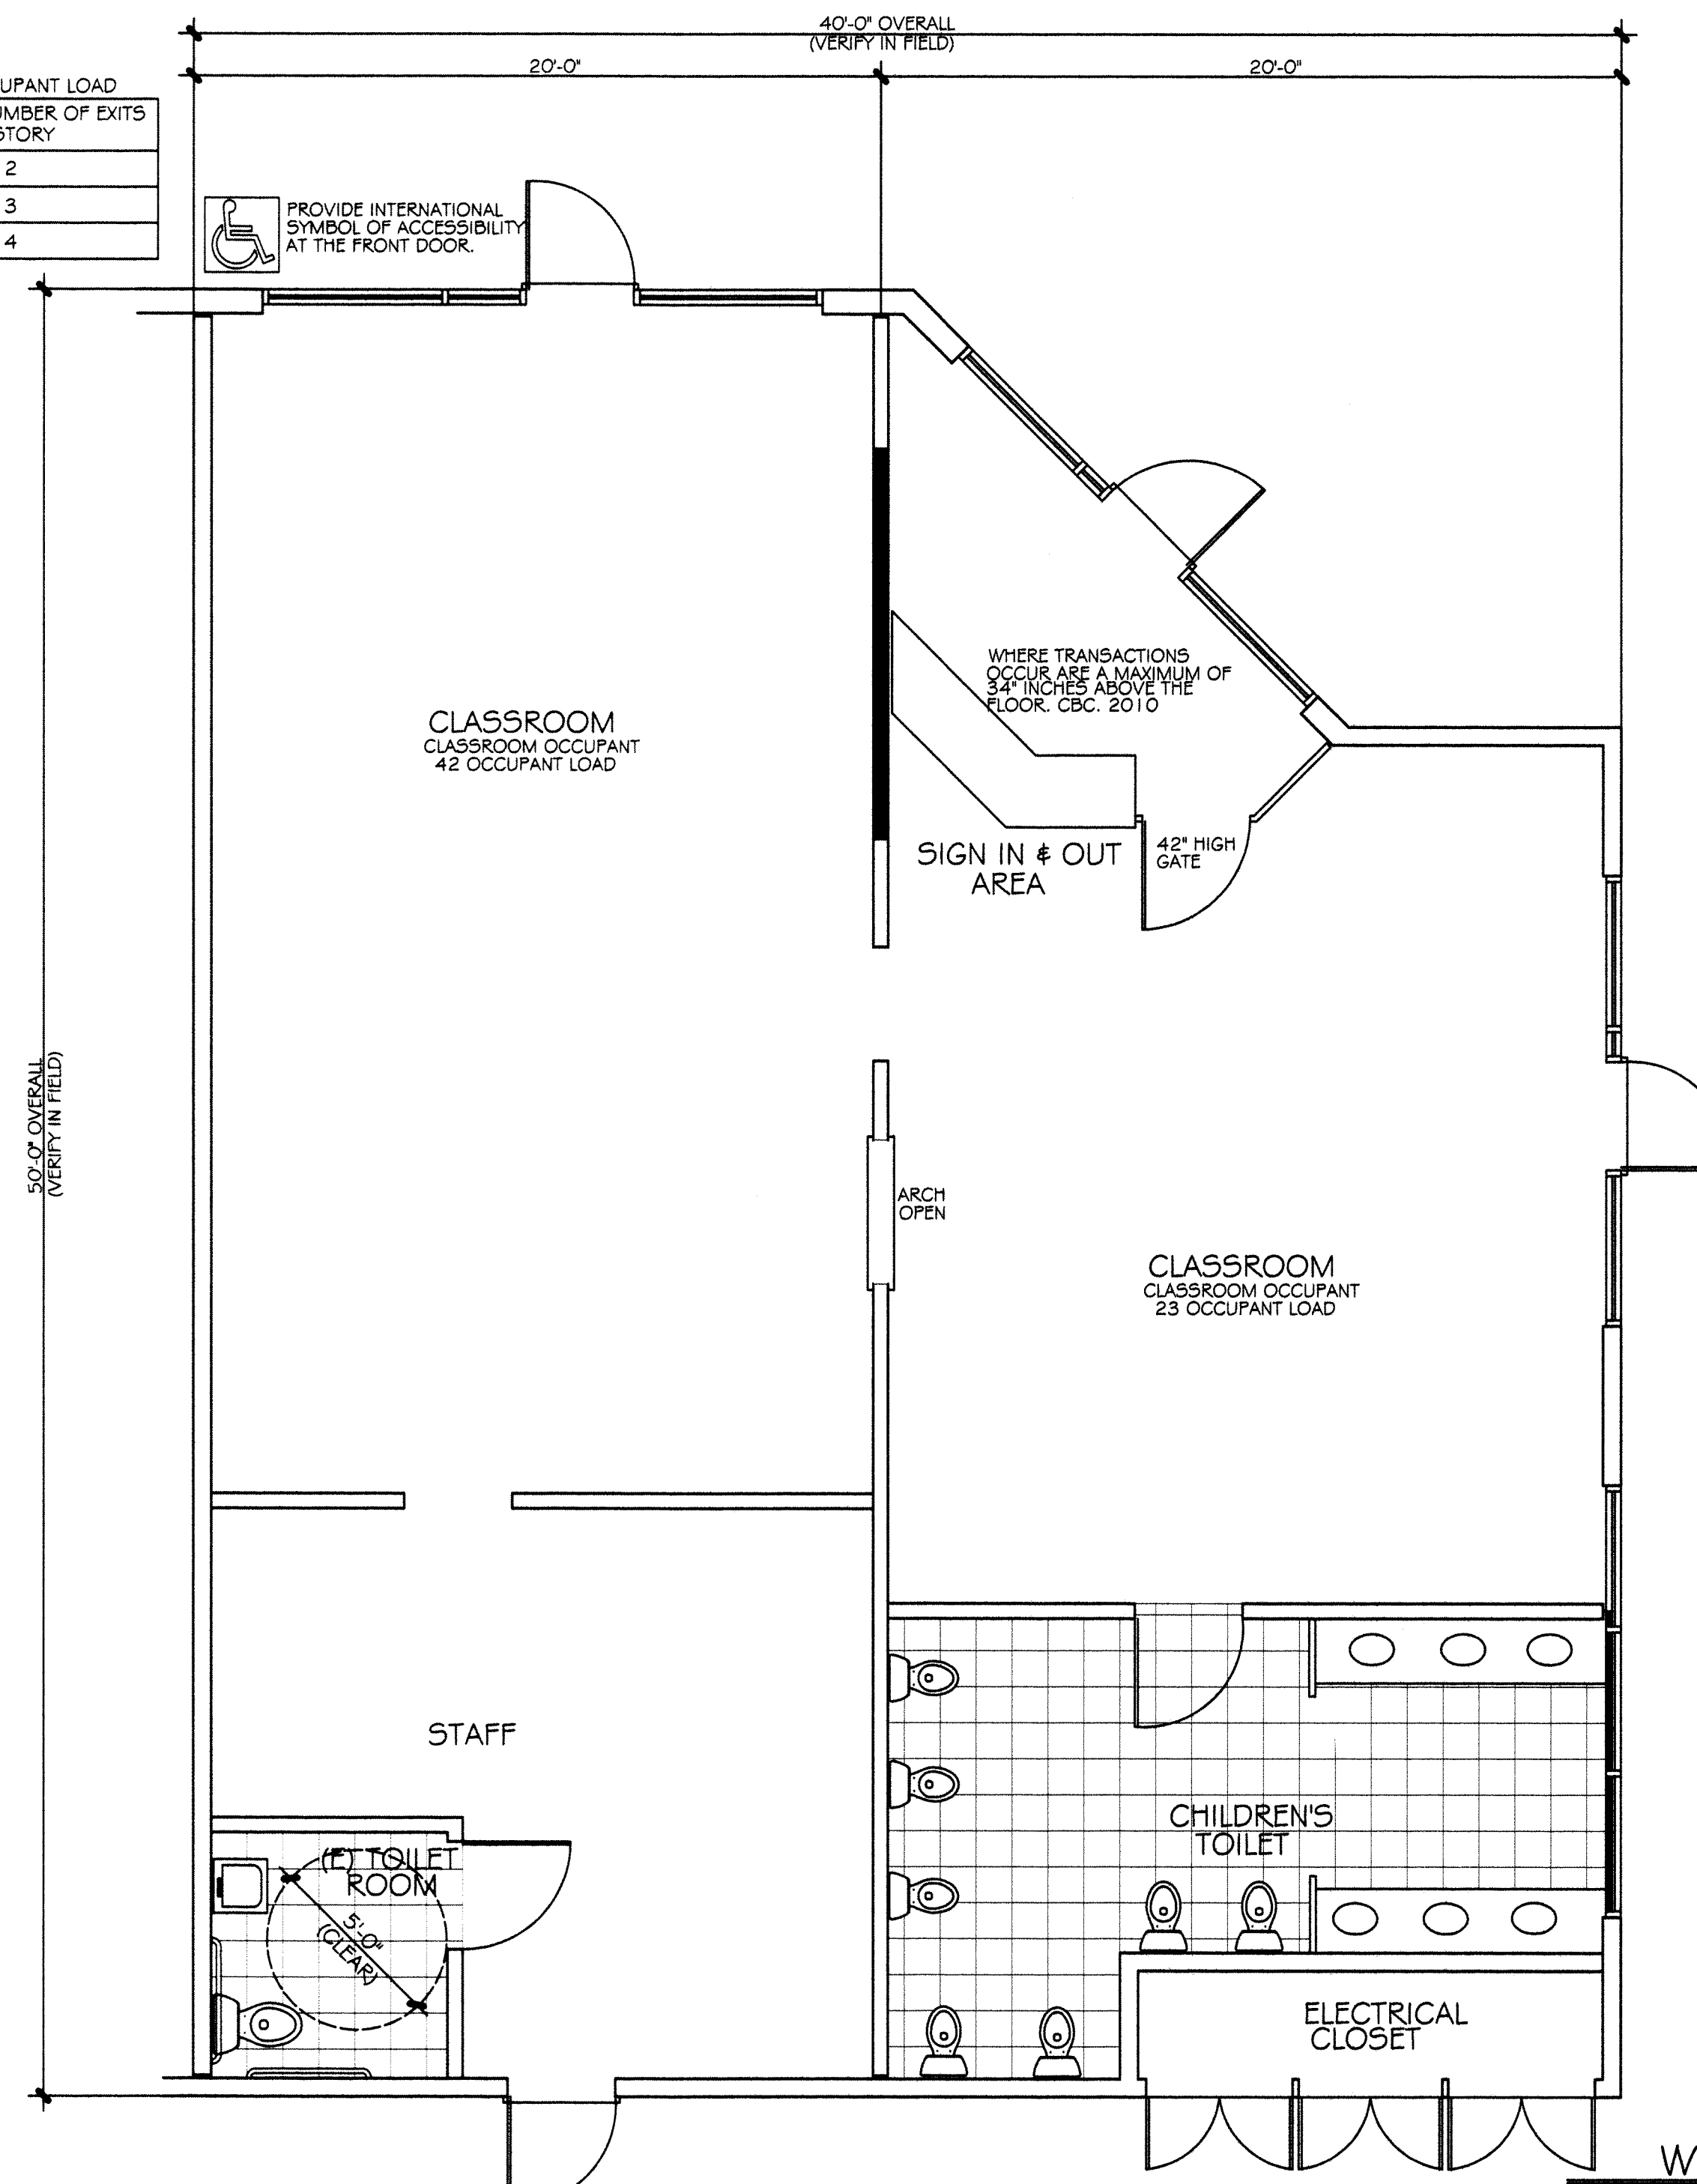 40'-0" OVERALL
(VERIFY IN FIELD)
20'-0"
20'-0"
UPANT LOAD
UMBER OF EXITS
STORY
2
3
4
PROVIDE INTERNATIONAL
SYMBOL OF ACCESSIBILITY
AT THE FRONT DOOR.
WHERE TRANSACTIONS
OCCUR ARE A MAXIMUM OF
34" INCHES ABOVE THE
FLOOR. CBC. 2010
CLASSROOM
CLASSROOM OCCUPANT
42 OCCUPANT LOAD
SIGN IN & OUT
AREA
42" HIGH
GATE
50'-0" OVERALL
(VERIFY IN FIELD)
ARCH
OPEN
CLASSROOM
CLASSROOM OCCUPANT
23 OCCUPANT LOAD
STAFF
CHILDREN'S
TOILET
(E) TOILET
ROOM
5'-0"
(CLEAR)
ELECTRICAL
CLOSET
W